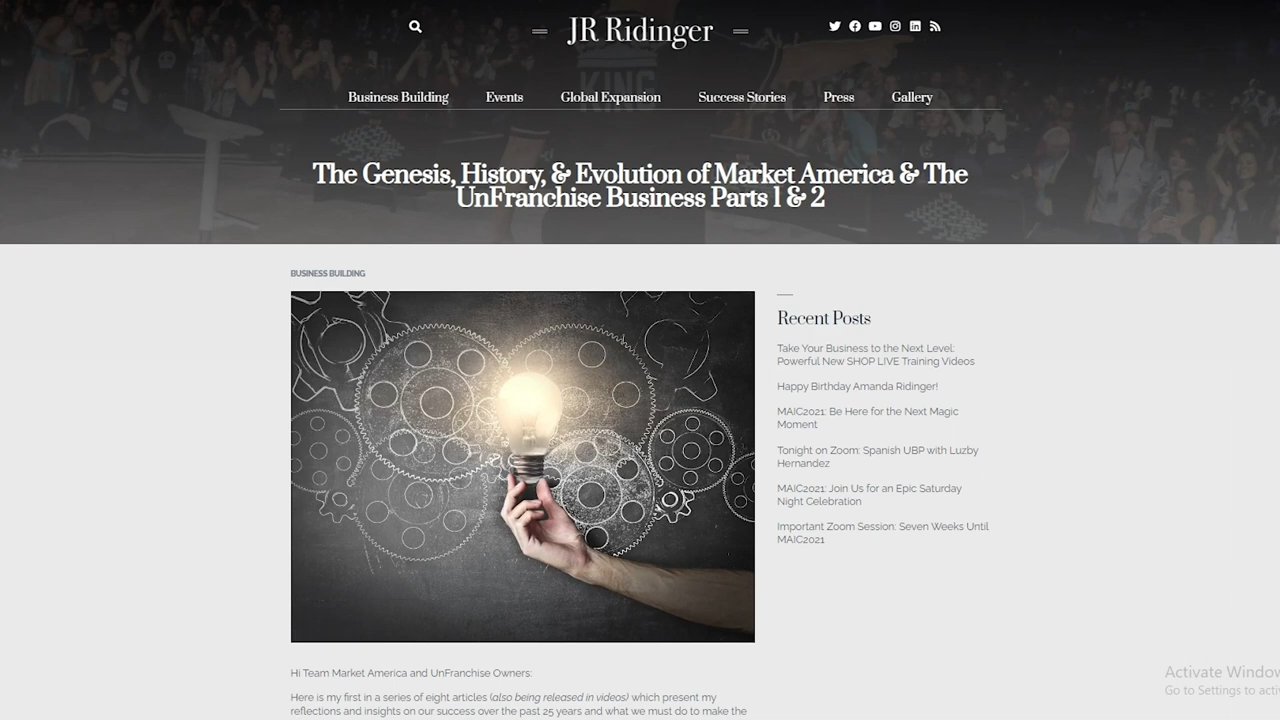 JR Ridinger
KING
Business Building Events Global Expansion Success Stories Press Gallery
The Genesis, History, & Evolution of Market America & The
UnFranchise Business Parts 1 & 2
BUSINESS BUILDING
Recent Posts
Take Your Business to the Next Level:
Powerful New SHOP LIVE Training Videos
Happy Birthday Amanda Ridinger!
MAIC2021: Be Here for the Next Magic
Moment
Tonight on Zoom: Spanish UBP with Luzby
Hernandez
MAIC2021: Join Us for an Epic Saturday
Night Celebration
Important Zoom Session: Seven Weeks Until
MAIC2021
Hi Team Market America and UnFranchise Owners:
Here is my first in a series of eight articles (also being released in videos) which present my
reflections and insights on our success over the past 25 years and what we must do to make the
Activate Window
Go to Settings to activ